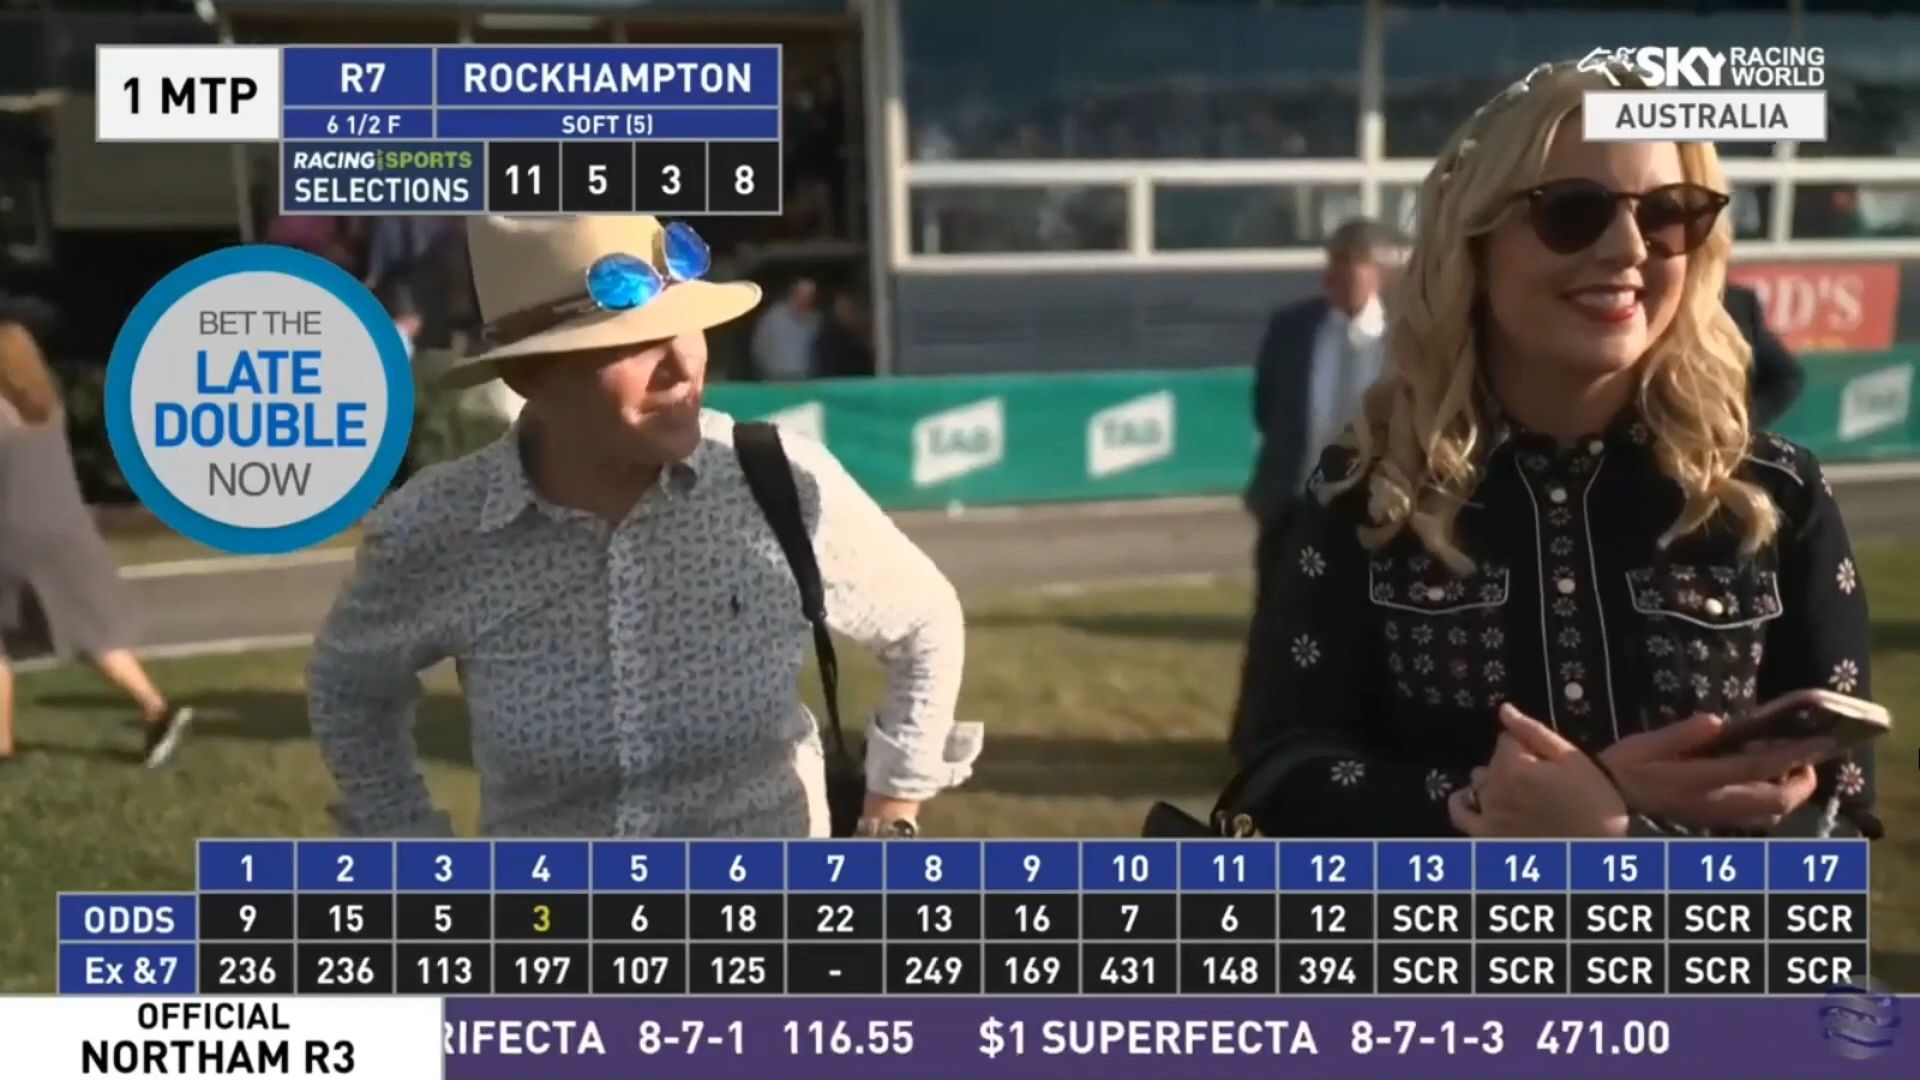 1 MTP
R7
ROCKHAMPTON
6 1/2 F
SOFT (5)
RACING AND SPORTS
SELECTIONS
11 5 3 8
SKY RACING WORLD
AUSTRALIA
BET THE
LATE
DOUBLE
NOW
RD'S
TAB
TAB
TAB
1 2 3 4 5 6 7 8 9 10 11 12 13 14 15 16 17
ODDS 9 15 5 3 6 18 22 13 16 7 6 12 SCR SCR SCR SCR SCR
Ex &7 236 236 113 197 107 125 - 249 169 431 148 394 SCR SCR SCR SCR SCR
OFFICIAL
NORTHAM R3
RIFECTA 8-7-1 116.55 $1 SUPERFECTA 8-7-1-3 471.00